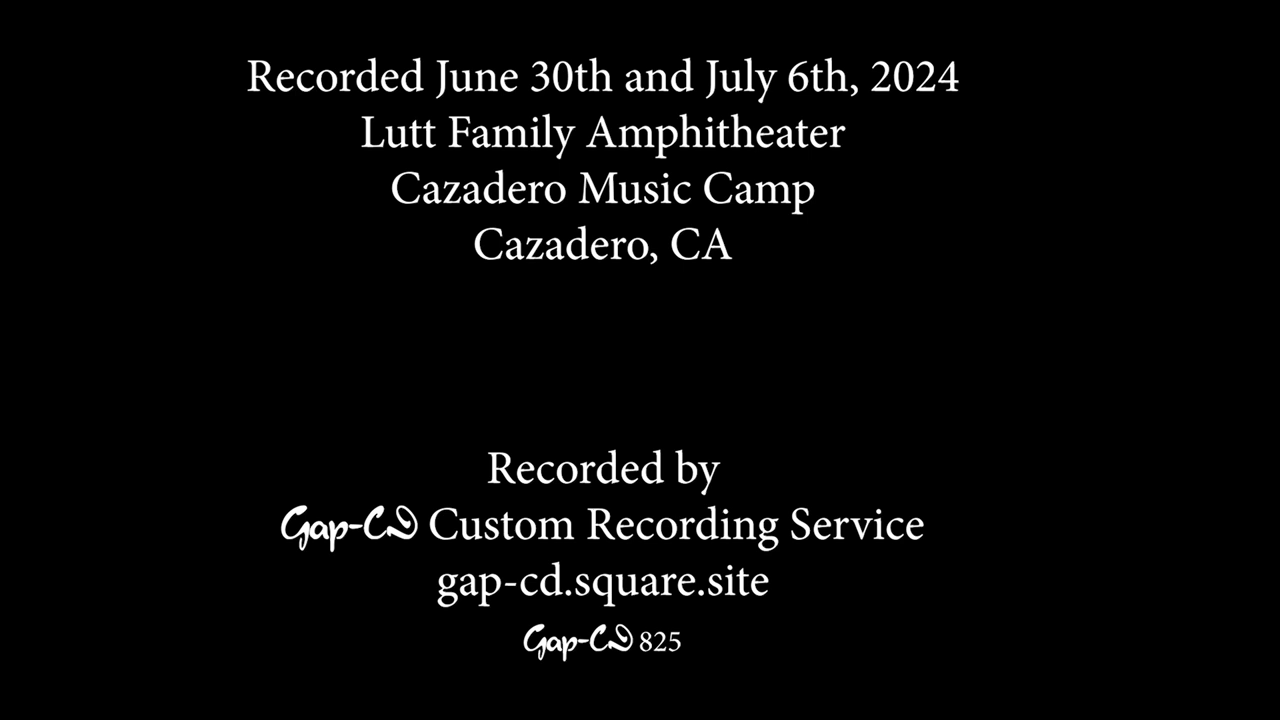 Recorded June 30th and July 6th, 2024
Lutt Family Amphitheater
Cazadero Music Camp
Cazadero, CA
Recorded by
Gap-CD Custom Recording Service
gap-cd.square.site
Gap-CD 825